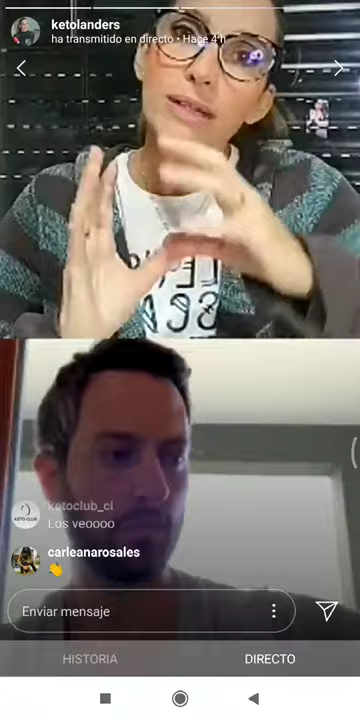 ketolanders
ha transmitido en directo • Hace 4 h
ketoclub_cl
Los veoooo
carleanarosales
👏
Enviar mensaje
HISTORIA
DIRECTO